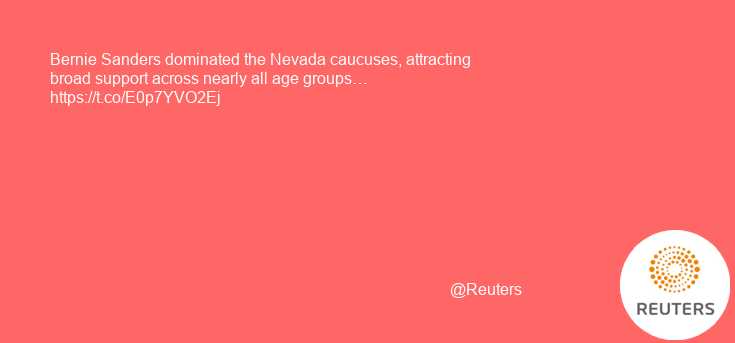 Bernie Sanders dominated the Nevada caucuses, attracting
broad support across nearly all age groups…
https://t.co/E0p7YVO2Ej
@Reuters
REUTERS